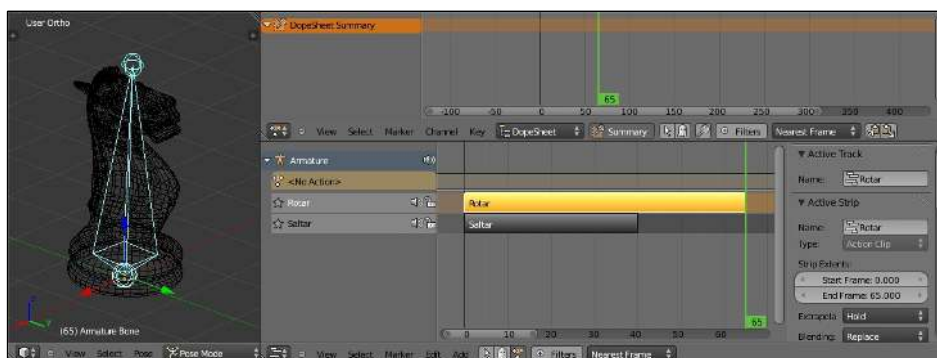 User Ortho
DopeSheet Summary
65
-100 -50 0 50 100 150 200 250 300 350 400
View Select Marker Channel Key DopeSheet Summary Filters Nearest Frame
Armature
<No Action>
Rotar
Rotar
Saltar
Saltar
Active Track
Name: Rotar
Active Strip
Name: Rotar
Type: Action Clip
Strip Extents:
Start Frame: 0.000
End Frame: 65.000
Extrapola Hold
Blending: Replace
65
0 10 20 30 40 50 60
(65) Armature Bone
View Select Pose Pose Mode
View Select Marker Edit Add Filters Nearest Frame